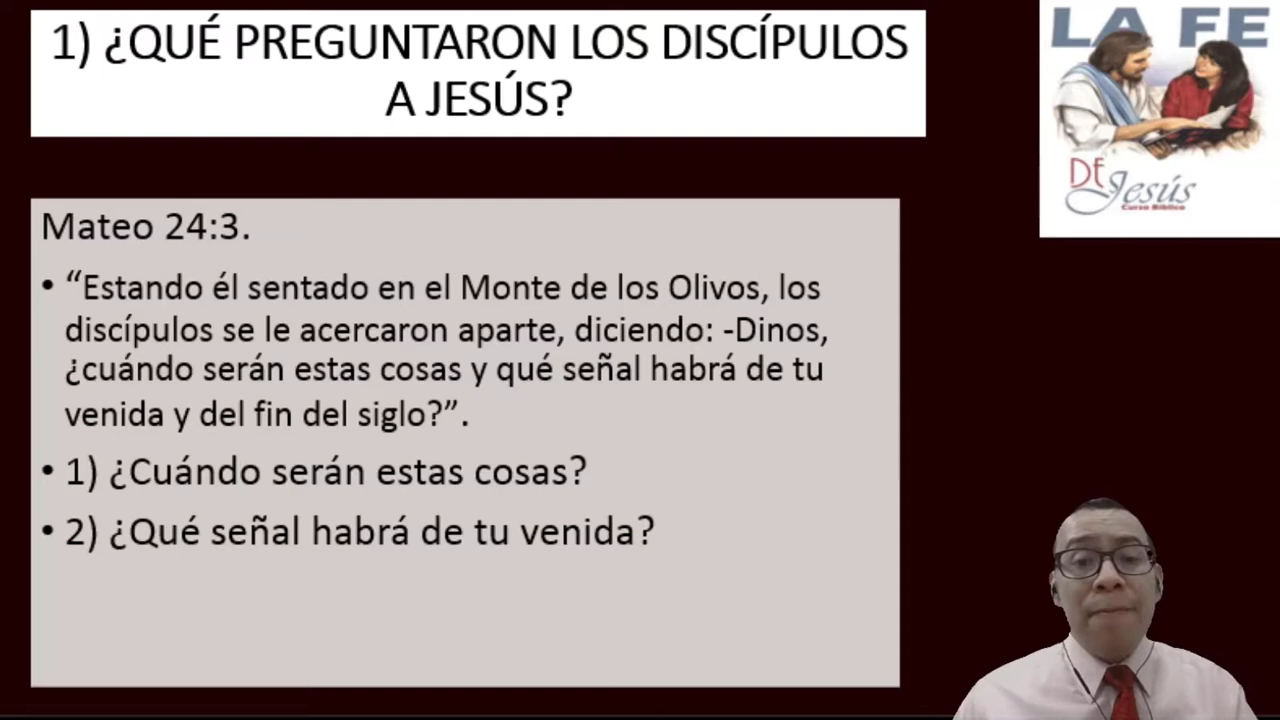 1) ¿QUÉ PREGUNTARON LOS DISCÍPULOS
A JESÚS?
LA FE
DE
Jesús
Curso Bíblico
Mateo 24:3.
• “Estando él sentado en el Monte de los Olivos, los
discípulos se le acercaron aparte, diciendo: -Dinos,
¿cuándo serán estas cosas y qué señal habrá de tu
venida y del fin del siglo?”.
• 1) ¿Cuándo serán estas cosas?
• 2) ¿Qué señal habrá de tu venida?